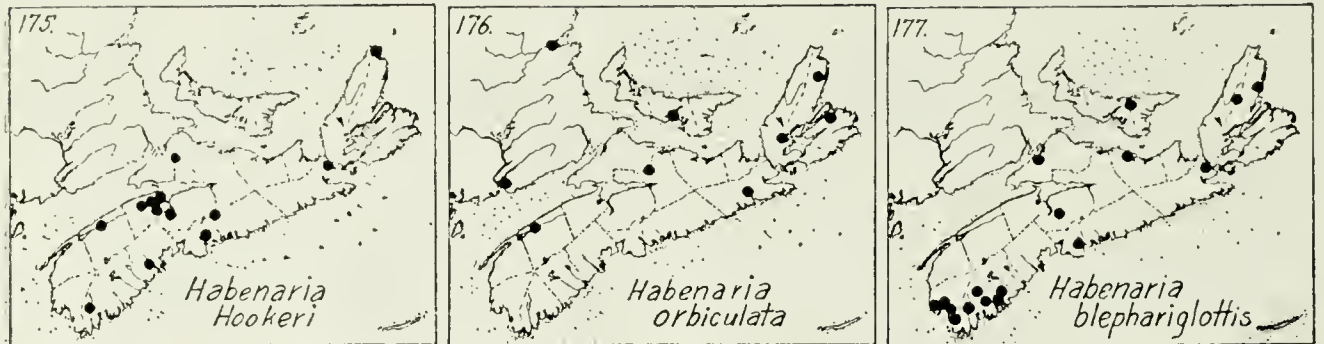 175.
Habenaria
Hookeri
176.
Habenaria
orbiculata
177.
Habenaria
blephariglottis